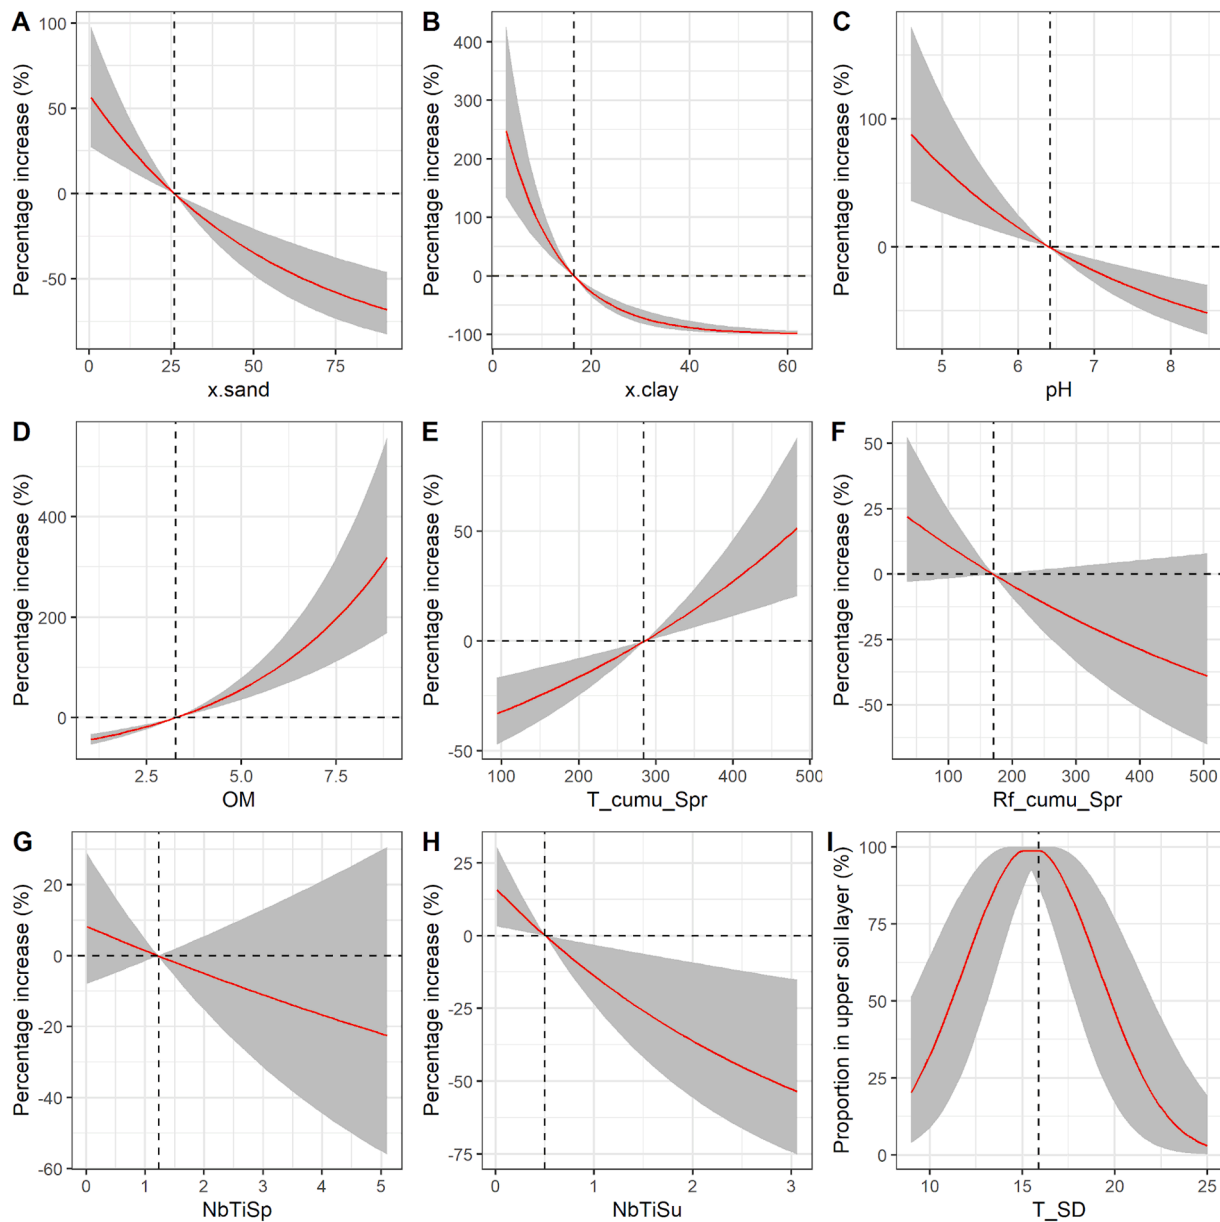 A
Percentage increase (%)
100
50
0
-50
0
25
50
75
x.sand
B
Percentage increase (%)
400
300
200
100
0
-100
0
20
40
60
x.clay
C
Percentage increase (%)
100
0
5
6
7
8
pH
D
Percentage increase (%)
400
200
0
2.5
5.0
7.5
OM
E
Percentage increase (%)
50
0
-50
100
200
300
400
500
T_cumu_Spr
F
Percentage increase (%)
50
25
0
-25
-50
100
200
300
400
500
Rf_cumu_Spr
G
Percentage increase (%)
20
0
-20
-40
-60
0
1
2
3
4
5
NbTiSp
H
Percentage increase (%)
25
0
-25
-50
-75
0
1
2
3
NbTiSu
I
Proportion in upper soil layer (%)
100
75
50
25
0
10
15
20
25
T_SD